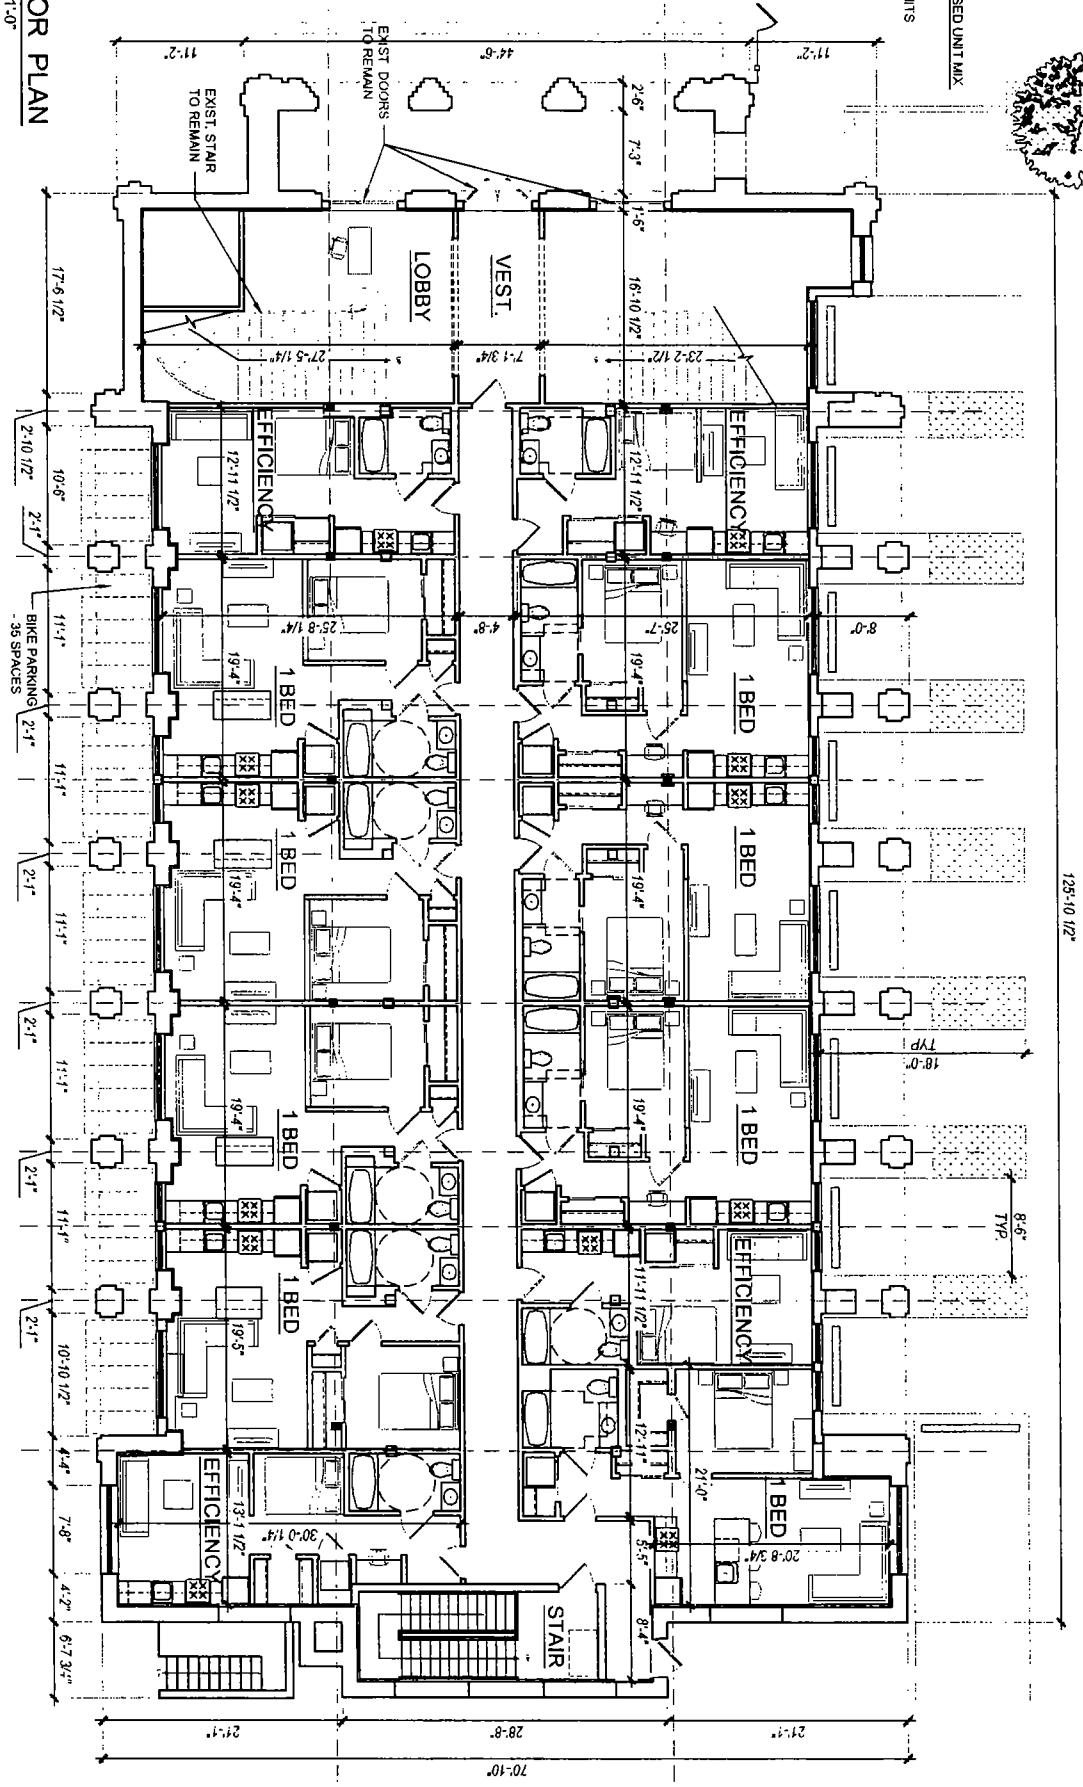 SED UNIT MIX
ITS
OR PLAN
1'-0"
11'-2"
44'-6"
11'-2"
EXIST. DOORS
TO REMAIN
EXIST. STAIR
TO REMAIN
2'-6"
7'-3"
1'-6"
16'-10 1/2"
LOBBY
VEST.
27'-5 1/4"
7'-1 3/4"
23'-2 1/2"
125'-10 1/2"
17'-6 1/2"
2'-10 1/2"
10'-6"
2'-1"
11'-1"
2'-1"
11'-1"
2'-1"
11'-1"
2'-1"
11'-1"
2'-1"
11'-1"
2'-1"
10'-10 1/2"
4'-4"
7'-8"
4'-2"
6'-7 3/4"
BIKE PARKING
- 35 SPACES
EFFICIENCY
12'-11 1/2"
EFFICIENCY
12'-11 1/2"
25'-8 1/4"
4'-8"
25'-7"
8'-0"
1 BED
19'-4"
1 BED
19'-4"
1 BED
19'-4"
1 BED
19'-4"
1 BED
19'-4"
1 BED
19'-4"
18'-0"
TYP
8'-6"
TYP.
1 BED
19'-5"
EFFICIENCY
11'-11 1/2"
12'-11"
21'-0"
1 BED
20'-8 3/4"
5'-5"
8'-4"
EFFICIENCY
13'-1 1/2"
30'-0 1/4"
STAIR
21'-1"
28'-8"
21'-1"
70'-10"